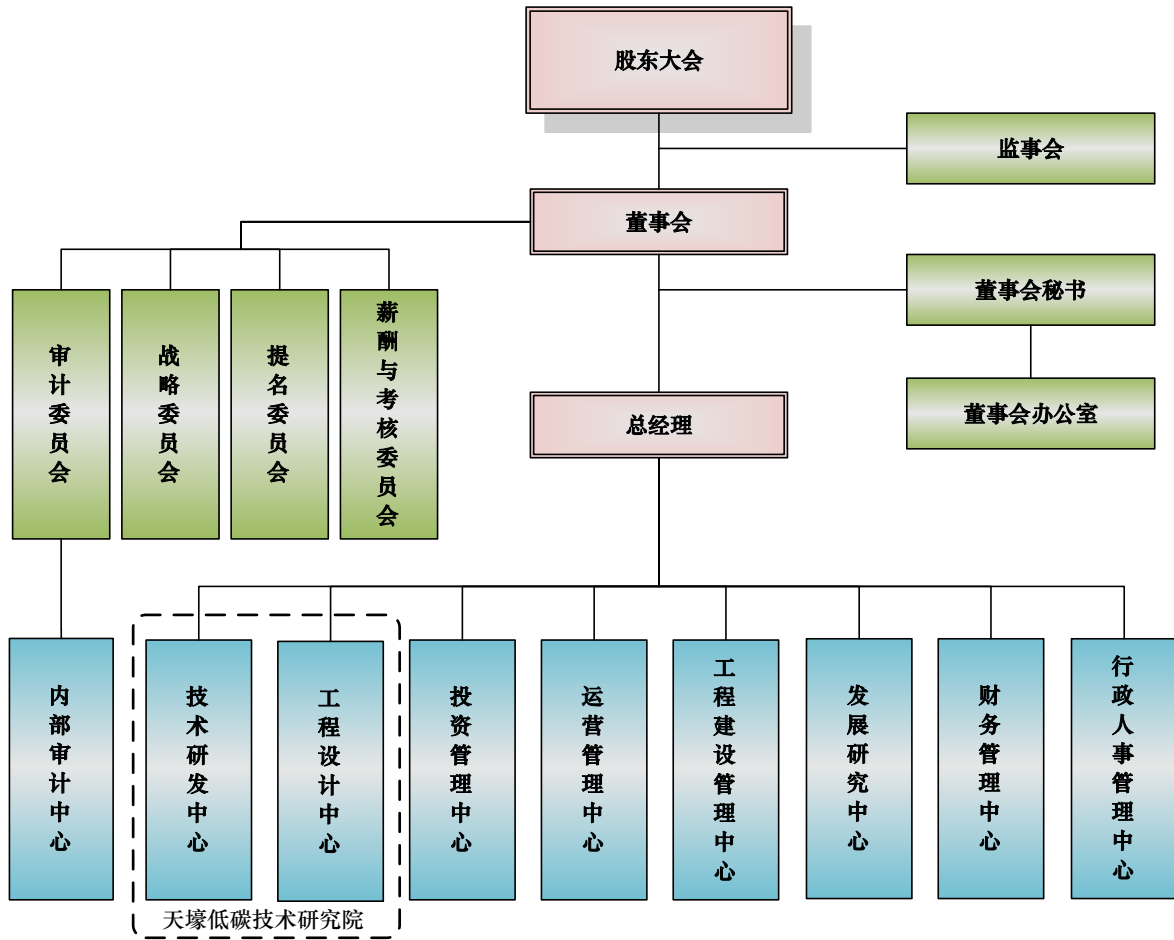 股东大会
监事会
董事会
董事会秘书
董事会办公室
总经理
审计委员会
战略委员会
提名委员会
薪酬与考核委员会
内部审计中心
技术研发中心
工程设计中心
投资管理中心
运营管理中心
工程建设管理中心
发展研究中心
财务管理中心
行政人事管理中心
天壕低碳技术研究院